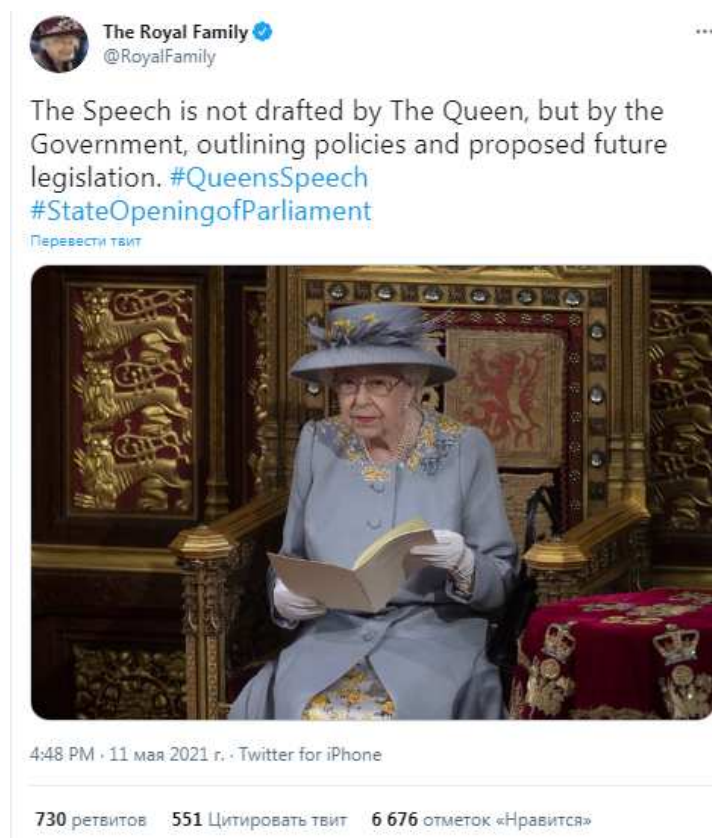 The Royal Family
@RoyalFamily
The Speech is not drafted by The Queen, but by the
Government, outlining policies and proposed future
legislation. #QueensSpeech
#StateOpeningofParliament
Перевести твит
4:48 PM · 11 мая 2021 г. · Twitter for iPhone
730 ретвитов 551 Цитировать твит 6 676 отметок «Нравится»